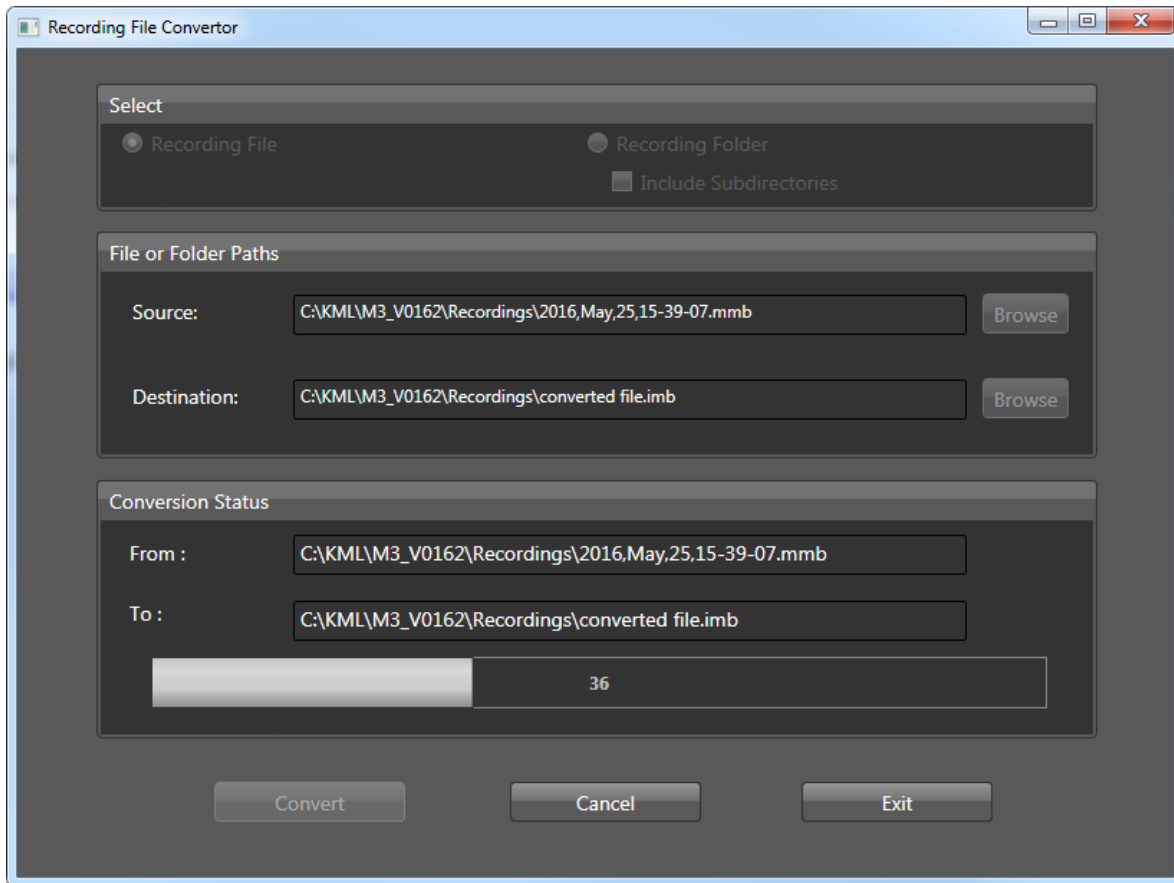 Recording File Convertor
Select
Recording File
Recording Folder
Include Subdirectories
File or Folder Paths
Source:
C:\KML\M3_V0162\Recordings\2016,May,25,15-39-07.mmb
Browse
Destination:
C:\KML\M3_V0162\Recordings\converted file.imb
Browse
Conversion Status
From :
C:\KML\M3_V0162\Recordings\2016,May,25,15-39-07.mmb
To :
C:\KML\M3_V0162\Recordings\converted file.imb
36
Convert
Cancel
Exit